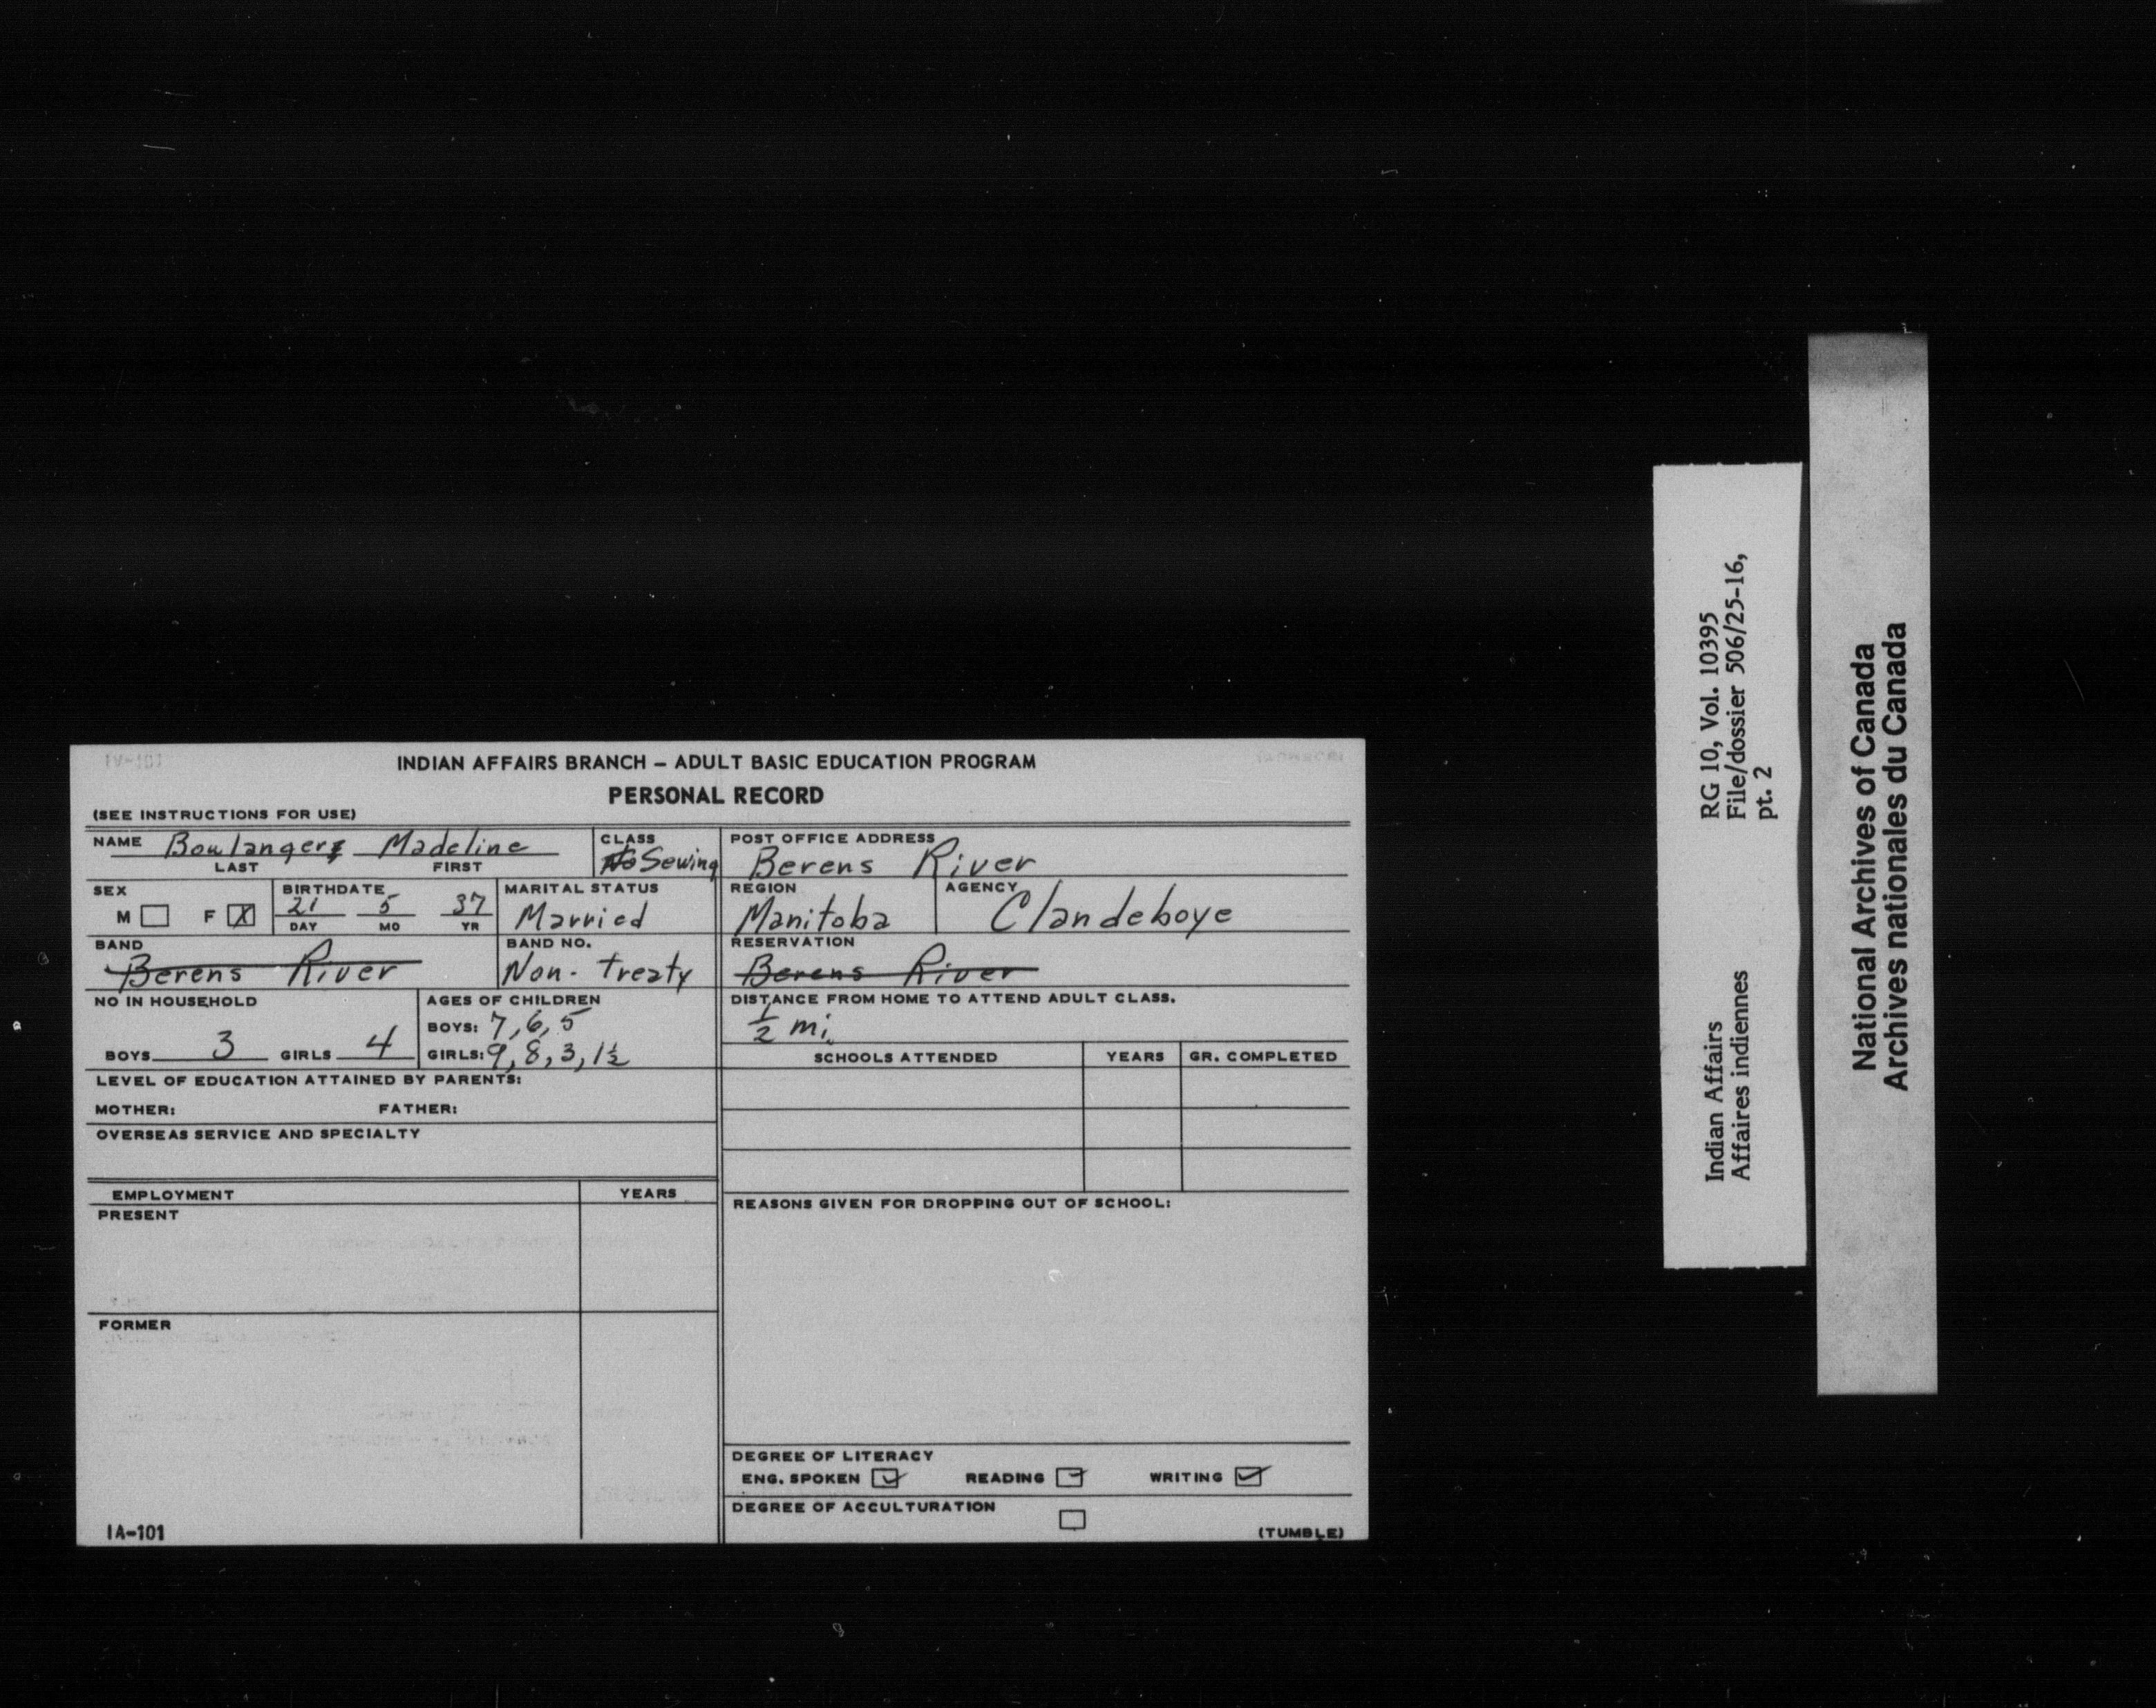 INDIAN AFFAIRS BRANCH – ADULT BASIC EDUCATION PROGRAM
PERSONAL RECORD
(SEE INSTRUCTIONS FOR USE)
NAME Boulanger, Madeline
LAST FIRST
CLASS
Sewing
POST OFFICE ADDRESS
Berens River
SEX
M F X
BIRTHDATE
21 5 37
DAY MO YR
MARITAL STATUS
Married
REGION
Manitoba
AGENCY
Clandeboye
BAND
Berens River
BAND NO.
Non-treaty
RESERVATION
Berens River
NO IN HOUSEHOLD
BOYS 3 GIRLS 4
AGES OF CHILDREN
BOYS: 7, 6, 5
GIRLS: 9, 8, 3, 1½
DISTANCE FROM HOME TO ATTEND ADULT CLASS.
½ mi.
SCHOOLS ATTENDED YEARS GR. COMPLETED
LEVEL OF EDUCATION ATTAINED BY PARENTS:
MOTHER: FATHER:
OVERSEAS SERVICE AND SPECIALTY
EMPLOYMENT YEARS
PRESENT
FORMER
REASONS GIVEN FOR DROPPING OUT OF SCHOOL:
DEGREE OF LITERACY
ENG. SPOKEN ✓ READING ✓ WRITING ✓
DEGREE OF ACCULTURATION
(TUMBLE)
IA-101
Indian Affairs RG 10, Vol. 10395
Affaires indiennes File/dossier 506/25-16,
pt. 2
National Archives of Canada
Archives nationales du Canada